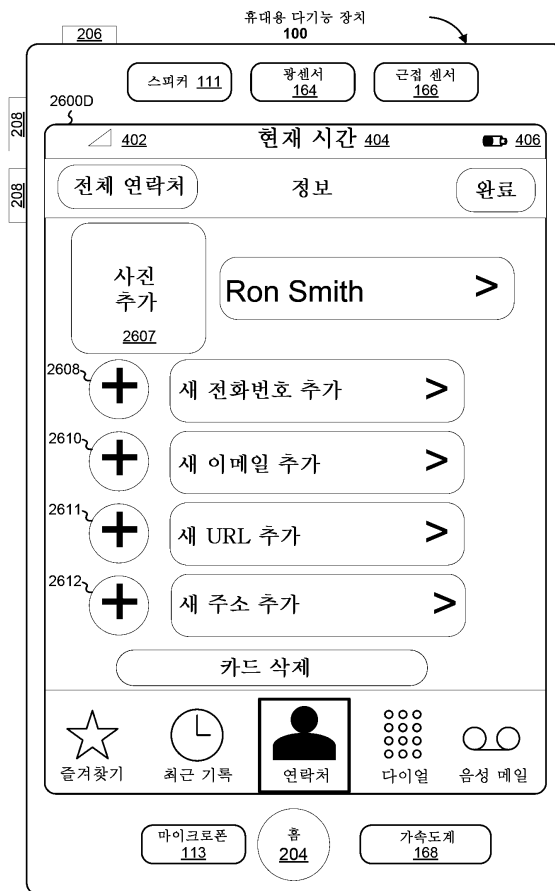 휴대용 다기능 장치
100
206
스피커 111
광센서
164
근접 센서
166
2600D
208
208
402
현재 시간 404
406
전체 연락처
정보
완료
사진
추가
2607
Ron Smith >
2608
+ 새 전화번호 추가 >
2610
+ 새 이메일 추가 >
2611
+ 새 URL 추가 >
2612
+ 새 주소 추가 >
카드 삭제
즐겨찾기
최근 기록
연락처
다이얼
음성 메일
마이크로폰
113
홈
204
가속도계
168